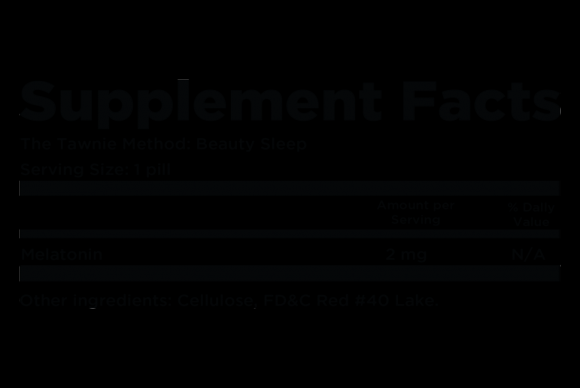 Supplement Facts
The Tawnie Method: Beauty Sleep
Serving Size: 1 pill
Amount per
Serving
% Daily
Value
Melatonin 2 mg N/A
Other Ingredients: Cellulose, FD&C Red #40 Lake.